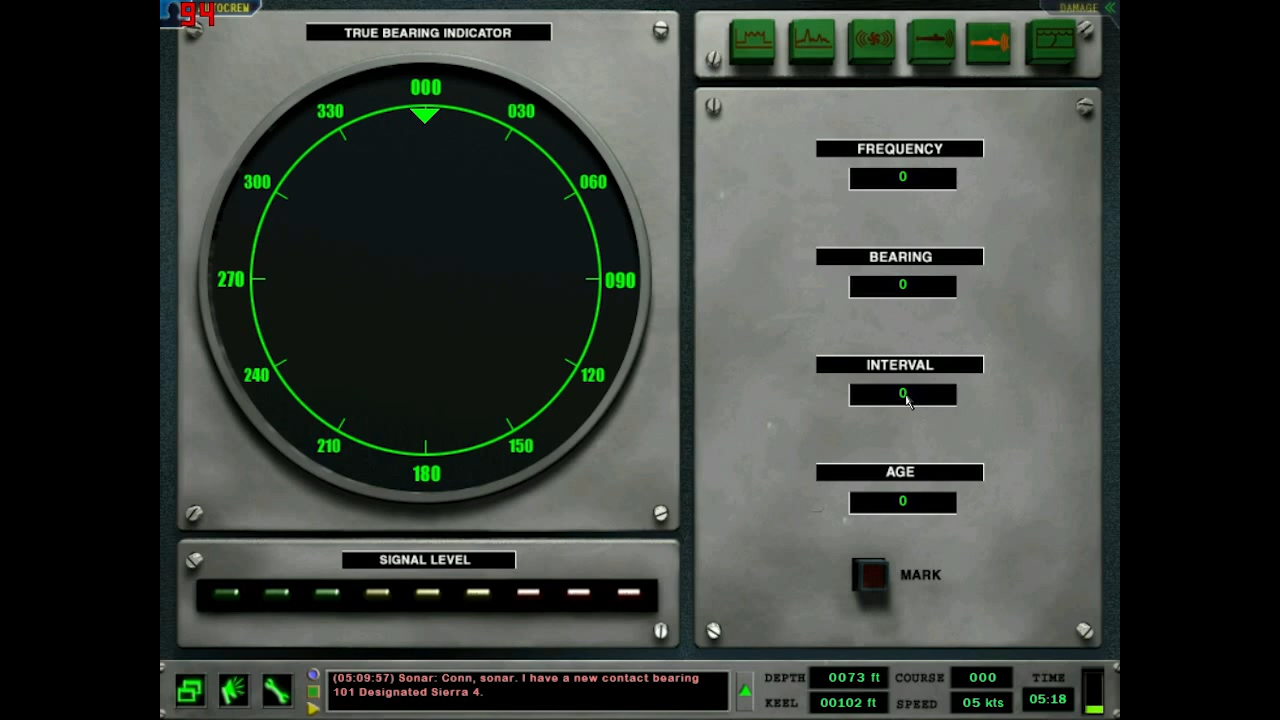 94
OCREW
DAMAGE
TRUE BEARING INDICATOR
000
330
030
300
060
270
090
240
120
210
150
180
FREQUENCY
0
BEARING
0
INTERVAL
0
AGE
0
MARK
SIGNAL LEVEL
(05:09:57) Sonar: Conn, sonar. I have a new contact bearing
101 Designated Sierra 4.
DEPTH 0073 ft COURSE 000 TIME
KEEL 00102 ft SPEED 05 kts 05:18